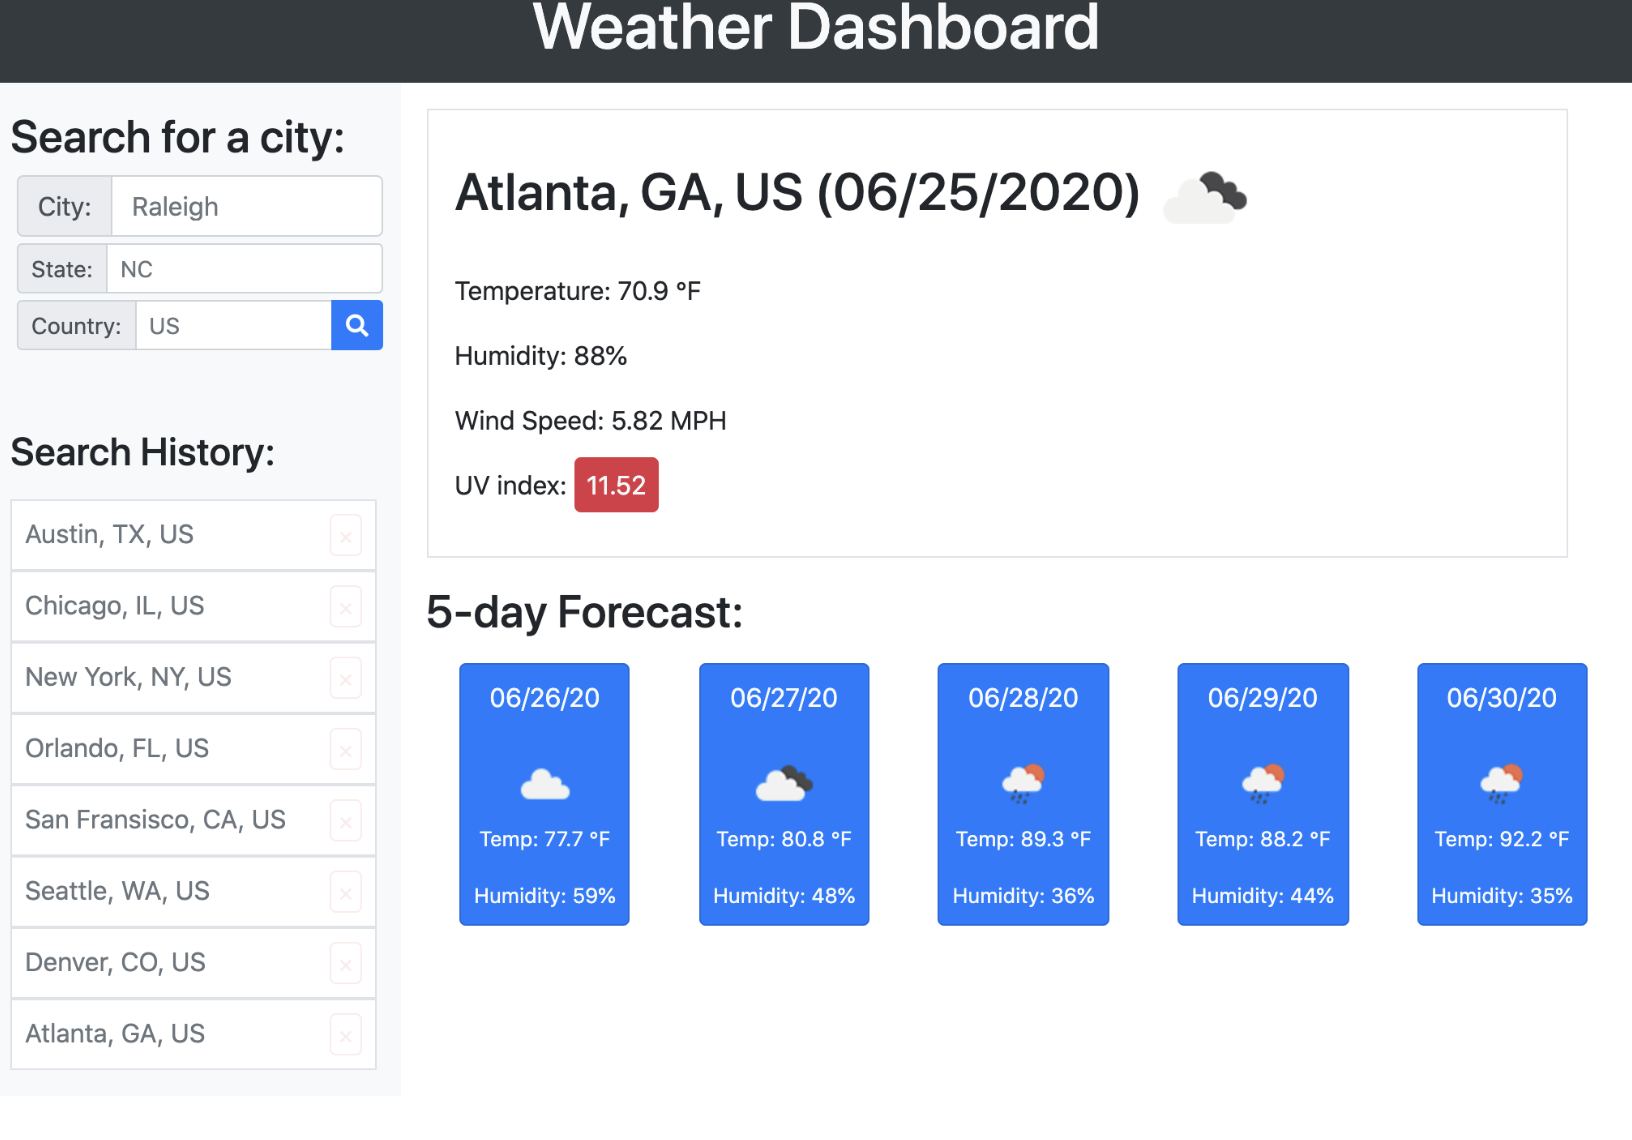 Weather Dashboard
Search for a city:
City: Raleigh
State: NC
Country: US
Search History:
Austin, TX, US ×
Chicago, IL, US ×
New York, NY, US ×
Orlando, FL, US ×
San Fransisco, CA, US ×
Seattle, WA, US ×
Denver, CO, US ×
Atlanta, GA, US ×
Atlanta, GA, US (06/25/2020)
Temperature: 70.9 °F
Humidity: 88%
Wind Speed: 5.82 MPH
UV index: 11.52
5-day Forecast:
06/26/20
Temp: 77.7 °F
Humidity: 59%
06/27/20
Temp: 80.8 °F
Humidity: 48%
06/28/20
Temp: 89.3 °F
Humidity: 36%
06/29/20
Temp: 88.2 °F
Humidity: 44%
06/30/20
Temp: 92.2 °F
Humidity: 35%